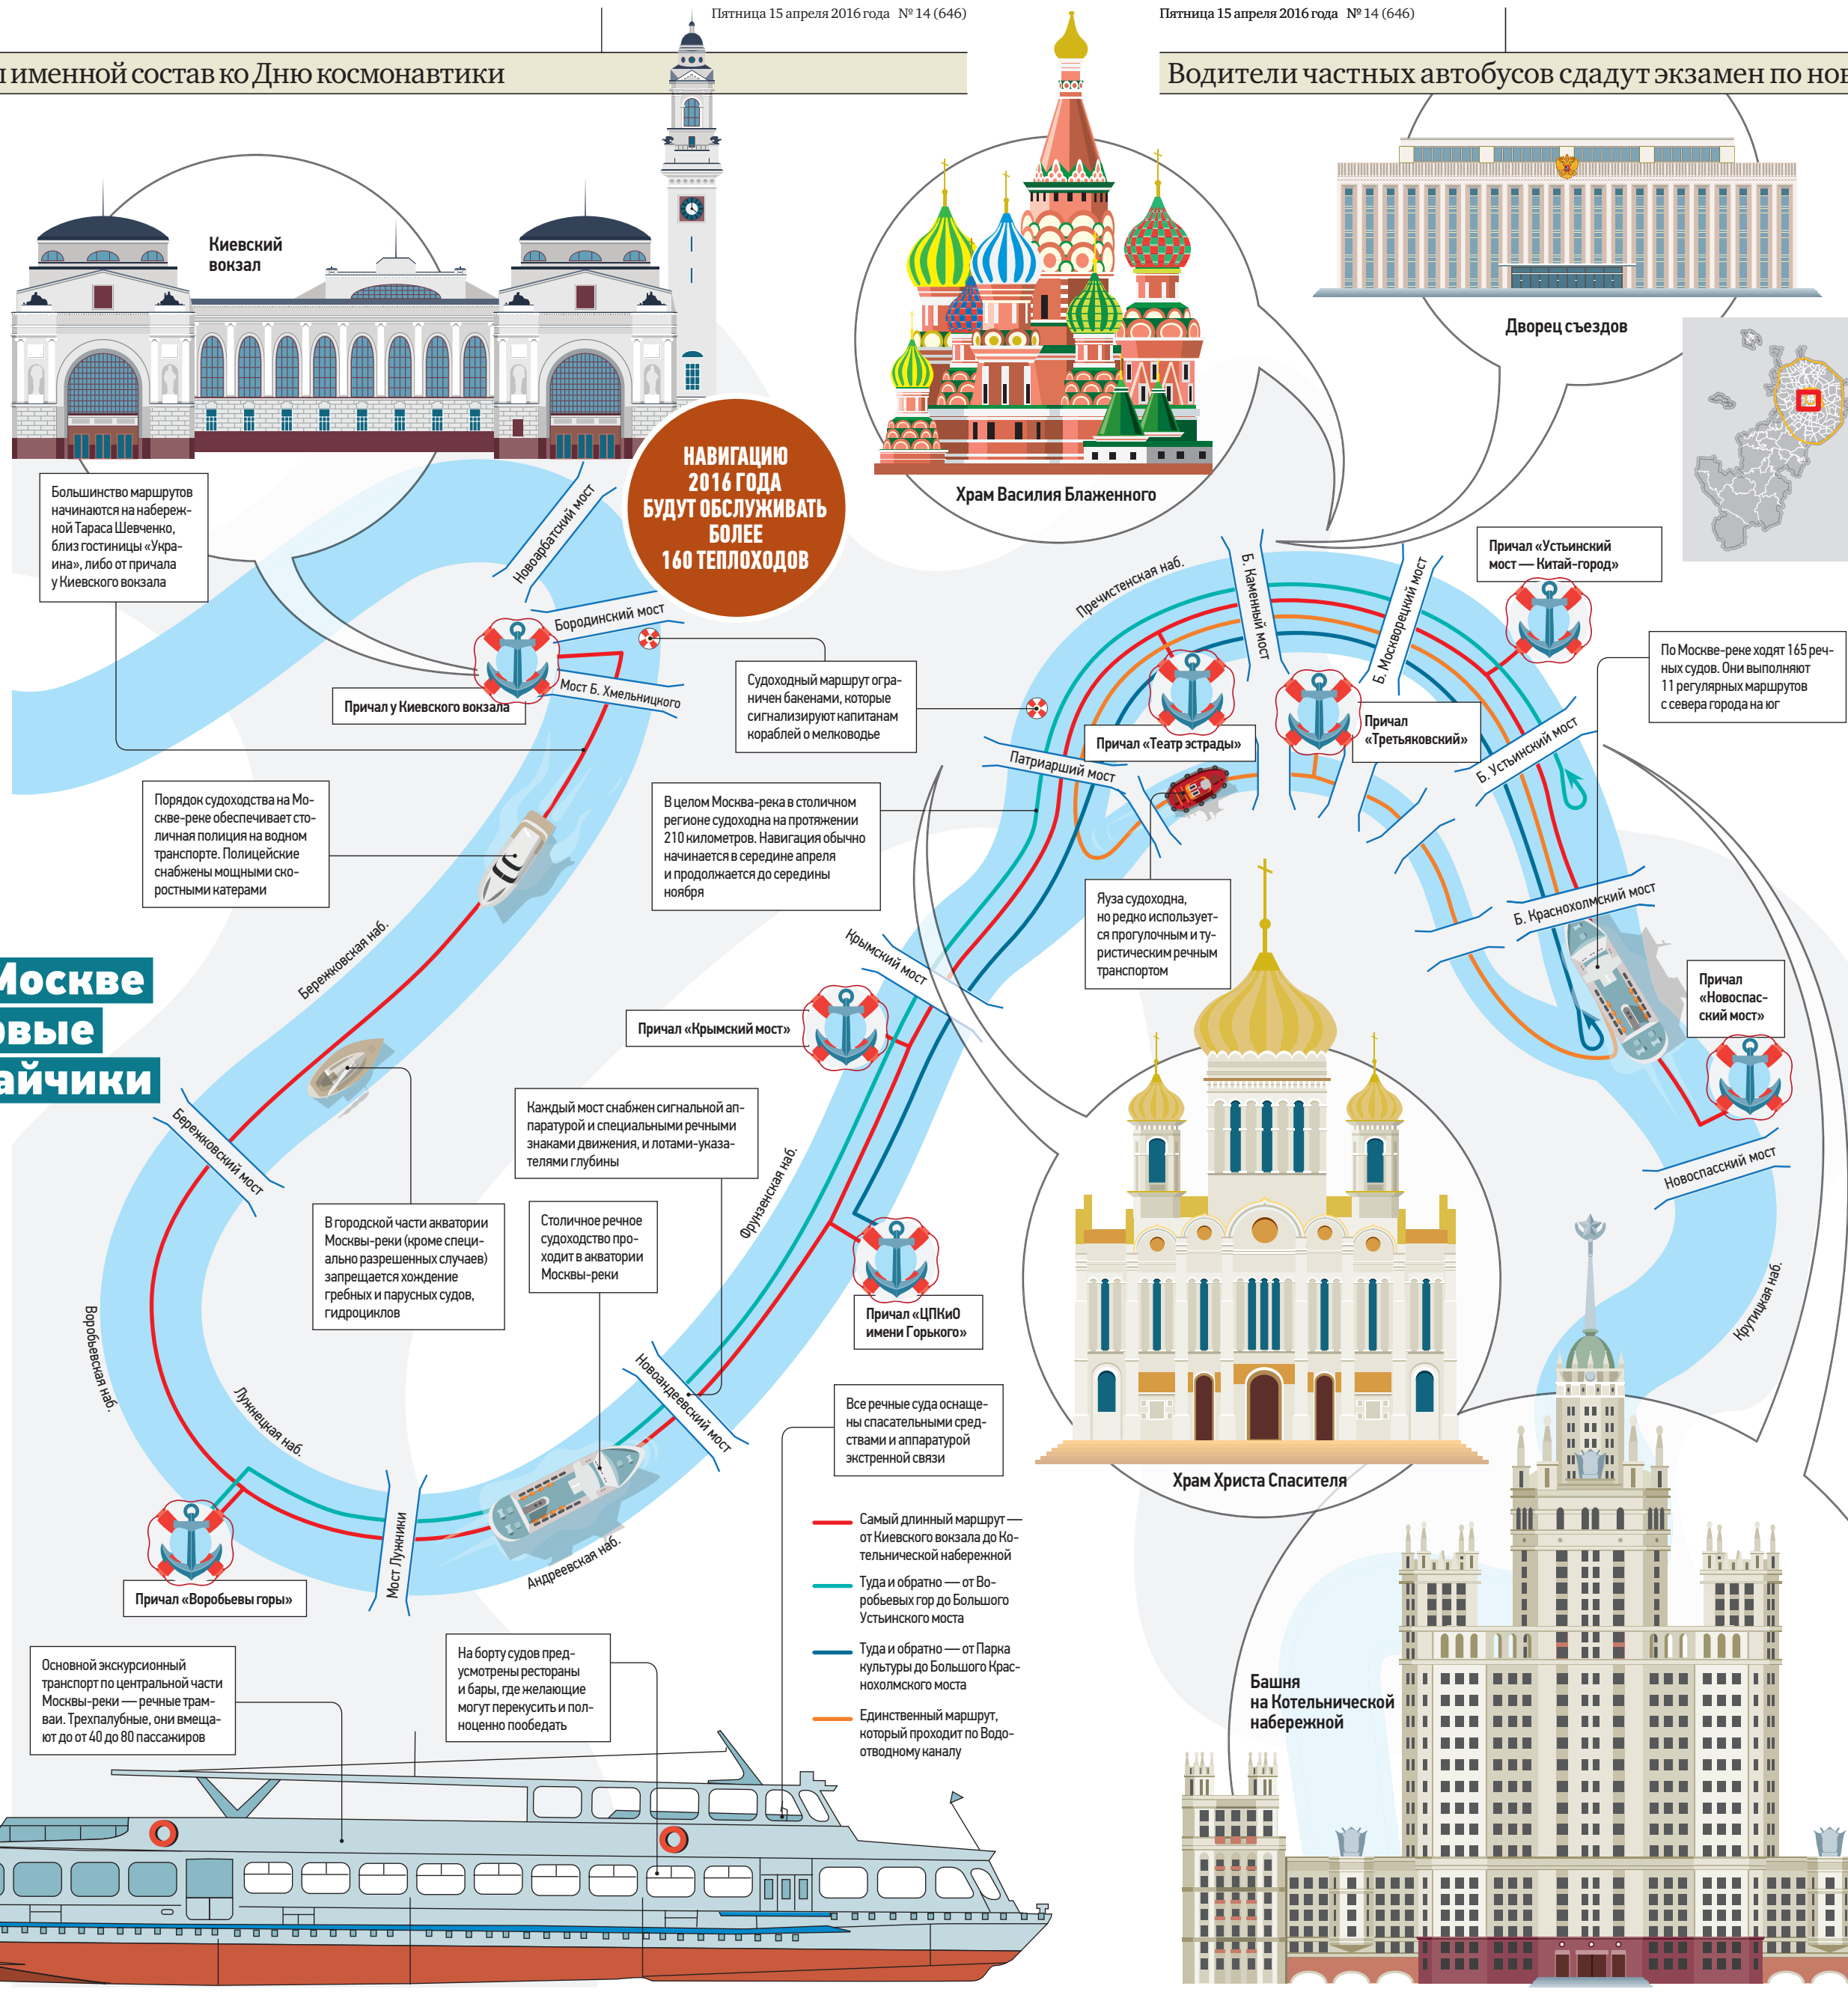 Пятница 15 апреля 2016 года № 14 (646)
Пятница 15 апреля 2016 года № 14 (646)
именной состав ко Дню космонавтики
Водители частных автобусов сдадут экзамен по нов
Киевский
вокзал
Храм Василия Блаженного
Дворец съездов
НАВИГАЦИЮ
2016 ГОДА
БУДУТ ОБСЛУЖИВАТЬ
БОЛЕЕ
160 ТЕПЛОХОДОВ
Большинство маршрутов
начинаются на набереж-
ной Тараса Шевченко,
близ гостиницы «Укра-
ина», либо от причала
у Киевского вокзала
Новоарбатский мост
Бородинский мост
Мост Б. Хмельницкого
Причал у Киевского вокзала
Судоходный маршрут огра-
ничен бакенами, которые
сигнализируют капитанам
кораблей о мелководье
Пречистенская наб.
Б. Каменный мост
Б. Москворецкий мост
Причал «Устьинский
мост — Китай-город»
По Москве-реке ходят 165 реч-
ных судов. Они выполняют
11 регулярных маршрутов
с севера города на юг
Причал «Театр эстрады»
Причал
«Третьяковский»
Патриарший мост
Б. Устьинский мост
Порядок судоходства на Мо-
скве-реке обеспечивает сто-
личная полиция на водном
транспорте. Полицейские
снабжены мощными ско-
ростными катерами
В целом Москва-река в столичном
регионе судоходна на протяжении
210 километров. Навигация обычно
начинается в середине апреля
и продолжается до середины
ноября
Яуза судоходна,
но редко использует-
ся прогулочным и ту-
ристическим речным
транспортом
Б. Краснохолмский мост
Бережковская наб.
Крымский мост
Москве
овые
айчики
Причал «Крымский мост»
Причал
«Новоспас-
ский мост»
Бережковский мост
Каждый мост снабжен сигнальной ап-
паратурой и специальными речными
знаками движения, и лотами-указа-
телями глубины
Фрунзенская наб.
Новоспасский мост
В городской части акватории
Москвы-реки (кроме специ-
ально разрешенных случаев)
запрещается хождение
гребных и парусных судов,
гидроциклов
Столичное речное
судоходство про-
ходит в акватории
Москвы-реки
Причал «ЦПКиО
имени Горького»
Крутицкая наб.
Воробьевская наб.
Лужнецкая наб.
Новоандеевский мост
Все речные суда оснаще-
ны спасательными сред-
ствами и аппаратурой
экстренной связи
Храм Христа Спасителя
Мост Лужники
Андреевская наб.
Причал «Воробьевы горы»
Самый длинный маршрут —
от Киевского вокзала до Ко-
тельнической набережной
Туда и обратно — от Во-
робьевых гор до Большого
Устьинского моста
Туда и обратно — от Парка
культуры до Большого Крас-
нохолмского моста
Единственный маршрут,
который проходит по Водо-
отводному каналу
Основной экскурсионный
транспорт по центральной части
Москвы-реки — речные трам-
ваи. Трехпалубные, они вмеща-
ют до от 40 до 80 пассажиров
На борту судов пред-
усмотрены рестораны
и бары, где желающие
могут перекусить и пол-
ноценно пообедать
Башня
на Котельнической
набережной